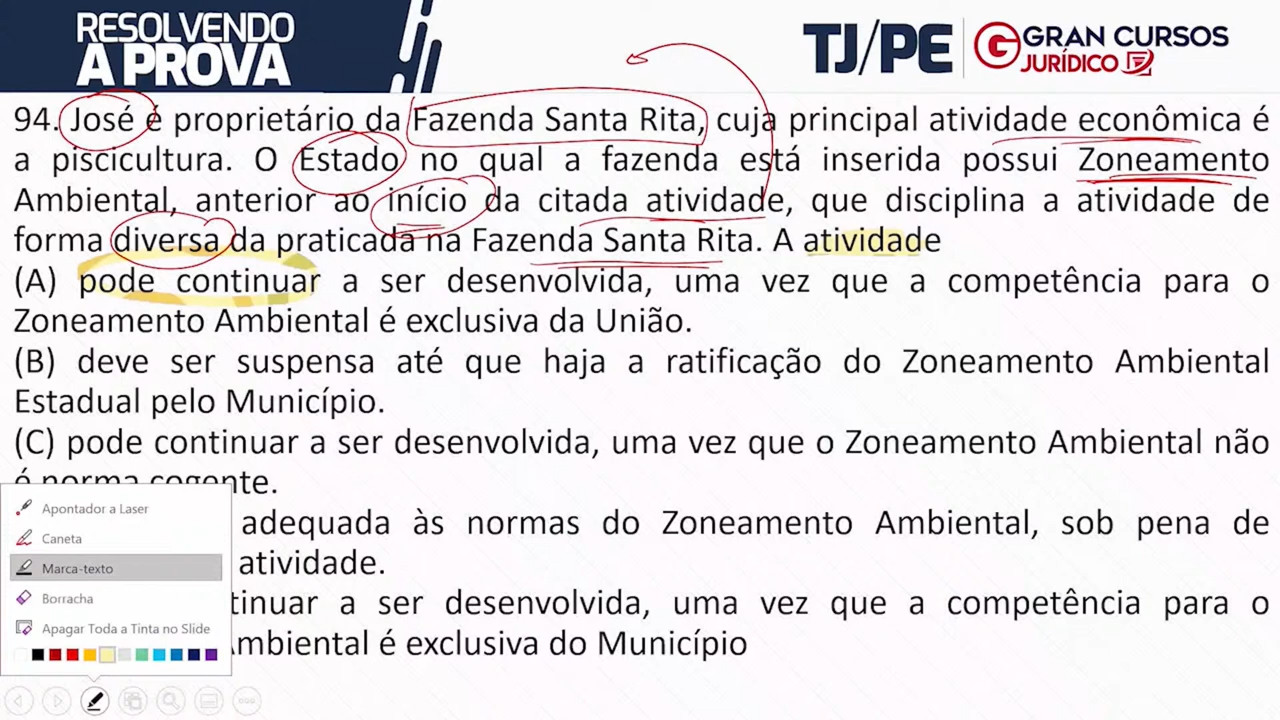 RESOLVENDO
A PROVA
TJ/PE
GRAN CURSOS
JURÍDICO
94. José é proprietário da Fazenda Santa Rita, cuja principal atividade econômica é
a piscicultura. O Estado no qual a fazenda está inserida possui Zoneamento
Ambiental, anterior ao início da citada atividade, que disciplina a atividade de
forma diversa da praticada na Fazenda Santa Rita. A atividade
(A) pode continuar a ser desenvolvida, uma vez que a competência para o
Zoneamento Ambiental é exclusiva da União.
(B) deve ser suspensa até que haja a ratificação do Zoneamento Ambiental
Estadual pelo Município.
(C) pode continuar a ser desenvolvida, uma vez que o Zoneamento Ambiental não
é norma cogente.
adequada às normas do Zoneamento Ambiental, sob pena de
atividade.
tinuar a ser desenvolvida, uma vez que a competência para o
Ambiental é exclusiva do Município
Apontador a Laser
Caneta
Marca-texto
Borracha
Apagar Toda a Tinta no Slide